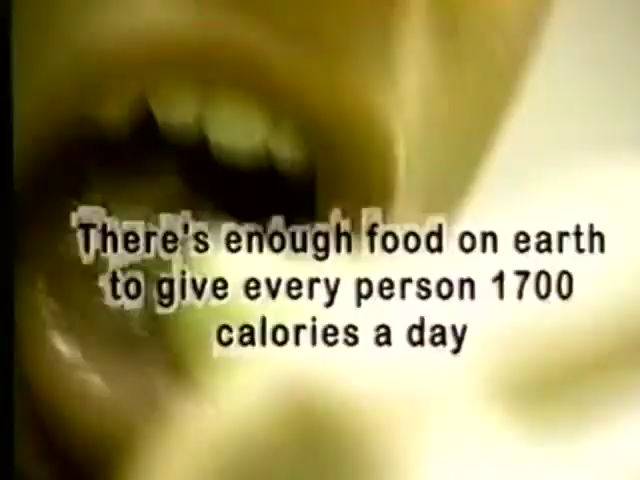 There's enough food on earth
to give every person 1700
calories a day